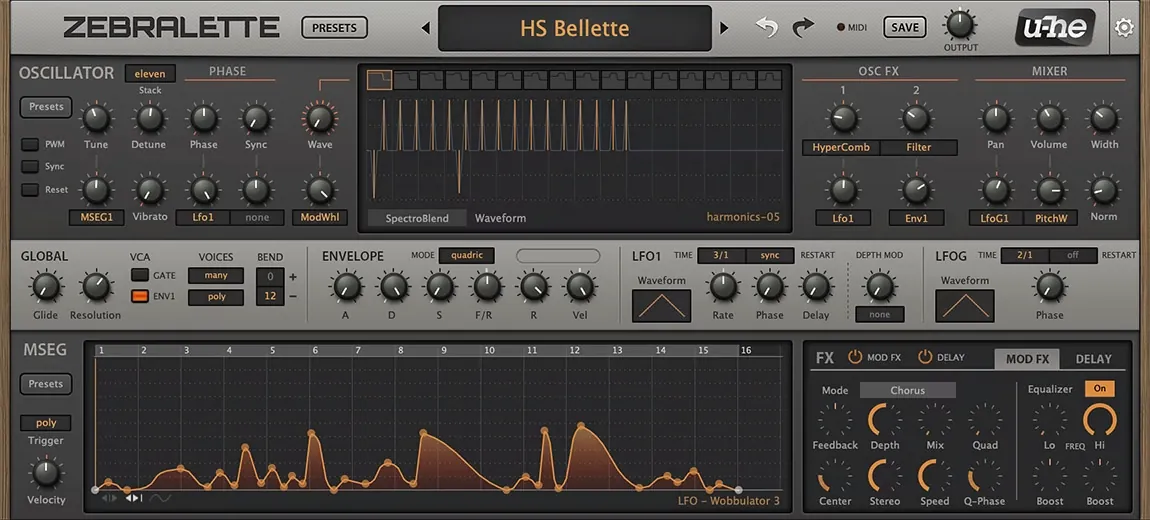 ZEBRALETTE PRESETS HS Bellette MIDI SAVE OUTPUT u-he
OSCILLATOR eleven PHASE
Stack
Presets
PWM
Sync
Reset
Tune Detune Phase Sync Wave
MSEG1 Vibrato Lfo1 none ModWhl
SpectroBlend Waveform harmonics-05
OSC FX MIXER
1 2
HyperComb Filter
Pan Volume Width
Lfo1 Env1 LfoG1 PitchW Norm
GLOBAL VCA VOICES BEND
GATE many 0 +
ENV1 poly 12 −
Glide Resolution
ENVELOPE MODE quadric
A D S F/R R Vel
LFO1 TIME 3/1 sync RESTART DEPTH MOD
Waveform
Rate Phase Delay none
LFOG TIME 2/1 off RESTART
Waveform
Phase
MSEG 1 2 3 4 5 6 7 8 9 10 11 12 13 14 15 16
Presets
poly
Trigger
Velocity
LFO – Wobbulator 3
FX MOD FX DELAY MOD FX DELAY
Mode Chorus Equalizer On
Feedback Depth Mix Quad Lo FREQ Hi
Center Stereo Speed Q-Phase Boost Boost